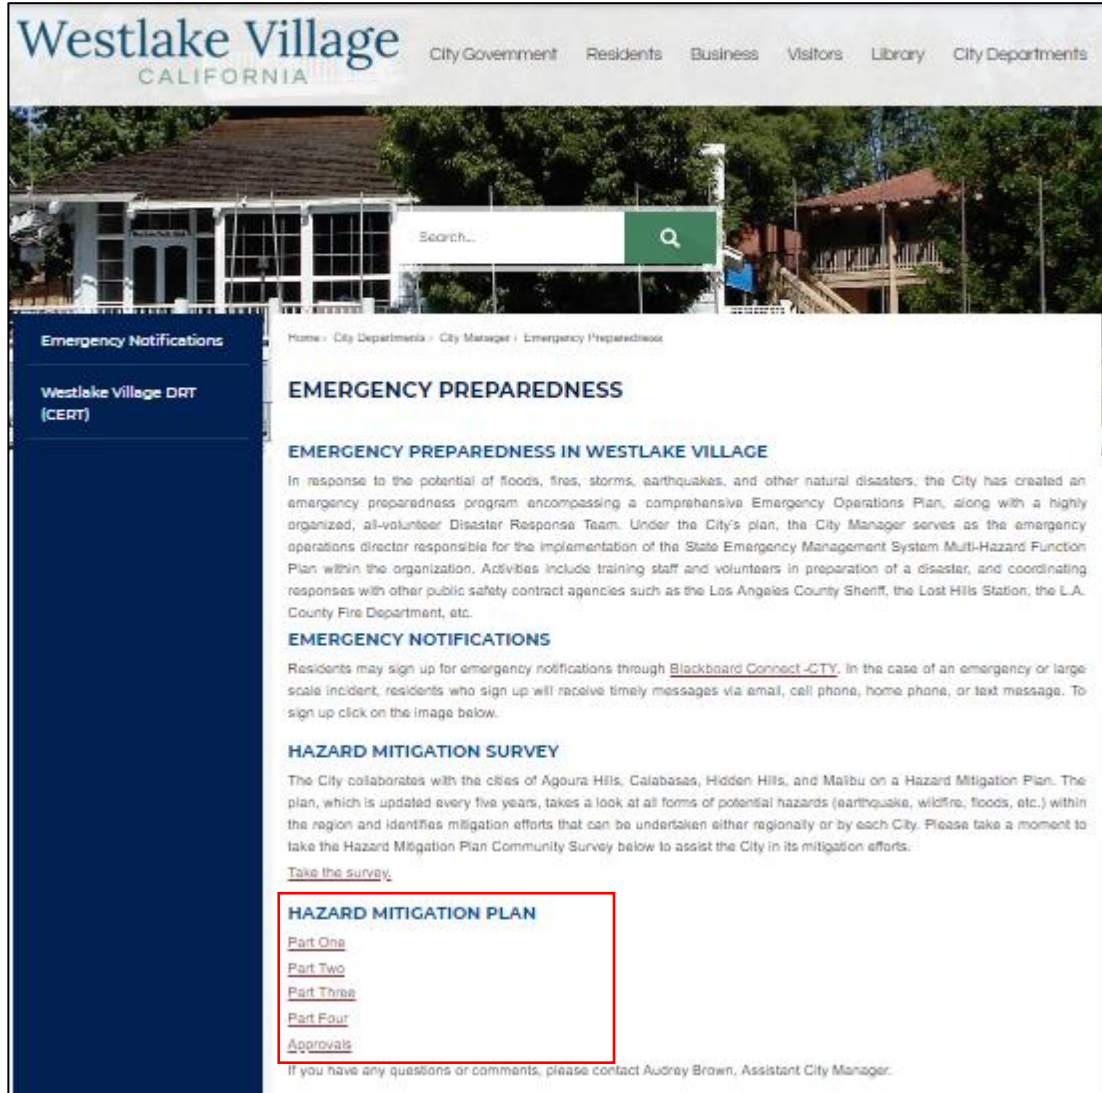 Westlake Village
CALIFORNIA
City Government Residents Business Visitors Library City Departments
Search...
Emergency Notifications
Westlake Village DRT
(CERT)
Home › City Departments › City Manager › Emergency Preparedness
EMERGENCY PREPAREDNESS
EMERGENCY PREPAREDNESS IN WESTLAKE VILLAGE
In response to the potential of floods, fires, storms, earthquakes, and other natural disasters, the City has created an
emergency preparedness program encompassing a comprehensive Emergency Operations Plan, along with a highly
organized, all-volunteer Disaster Response Team. Under the City's plan, the City Manager serves as the emergency
operations director responsible for the implementation of the State Emergency Management System Multi-Hazard Function
Plan within the organization. Activities include training staff and volunteers in preparation of a disaster, and coordinating
responses with other public safety contract agencies such as the Los Angeles County Sheriff, the Lost Hills Station, the L.A.
County Fire Department, etc.
EMERGENCY NOTIFICATIONS
Residents may sign up for emergency notifications through Blackboard Connect -CTY. In the case of an emergency or large
scale incident, residents who sign up will receive timely messages via email, cell phone, home phone, or text message. To
sign up click on the image below.
HAZARD MITIGATION SURVEY
The City collaborates with the cities of Agoura Hills, Calabasas, Hidden Hills, and Malibu on a Hazard Mitigation Plan. The
plan, which is updated every five years, takes a look at all forms of potential hazards (earthquake, wildfire, floods, etc.) within
the region and identifies mitigation efforts that can be undertaken either regionally or by each City. Please take a moment to
take the Hazard Mitigation Plan Community Survey below to assist the City in its mitigation efforts.
Take the survey.
HAZARD MITIGATION PLAN
Part One
Part Two
Part Three
Part Four
Approvals
If you have any questions or comments, please contact Audrey Brown, Assistant City Manager.